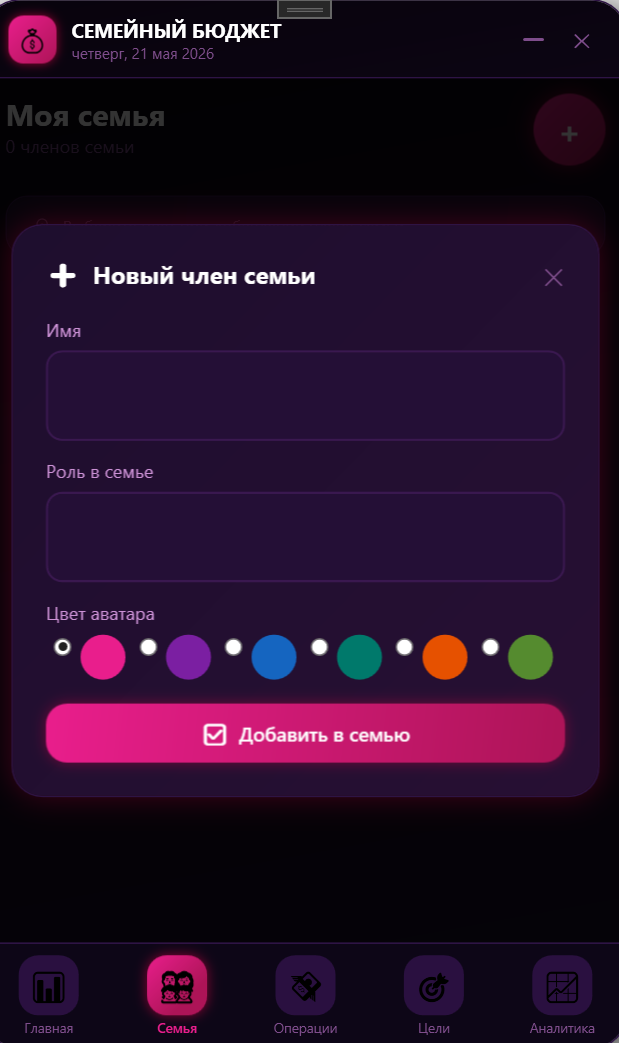 СЕМЕЙНЫЙ БЮДЖЕТ
четверг, 21 мая 2026
Моя семья
0 членов семьи
Новый член семьи
Имя
Роль в семье
Цвет аватара
Добавить в семью
Главная
Семья
Операции
Цели
Аналитика